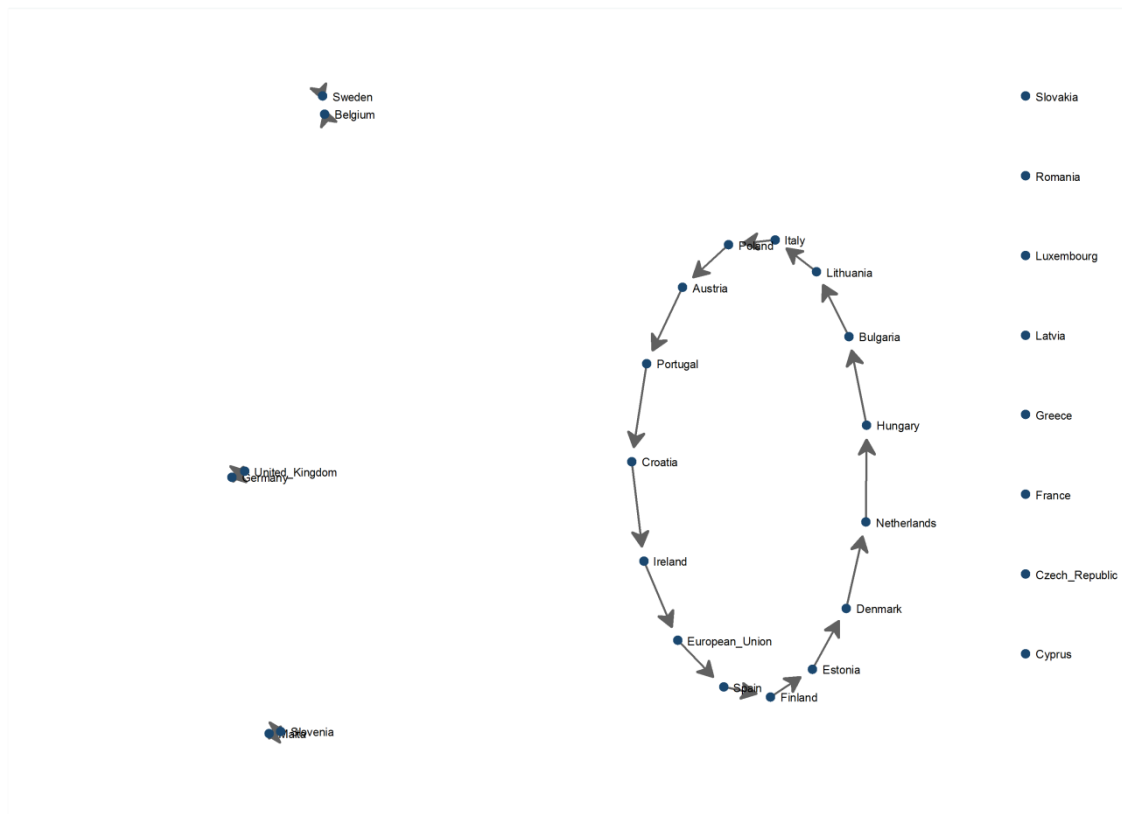 Sweden
Belgium
Slovakia
Romania
Italy
Poland
Luxembourg
Lithuania
Austria
Bulgaria
Latvia
Portugal
Greece
Hungary
Croatia
United_Kingdom
Germany
France
Netherlands
Ireland
Czech_Republic
Denmark
European_Union
Cyprus
Estonia
Spain
Finland
Slovenia
Malta